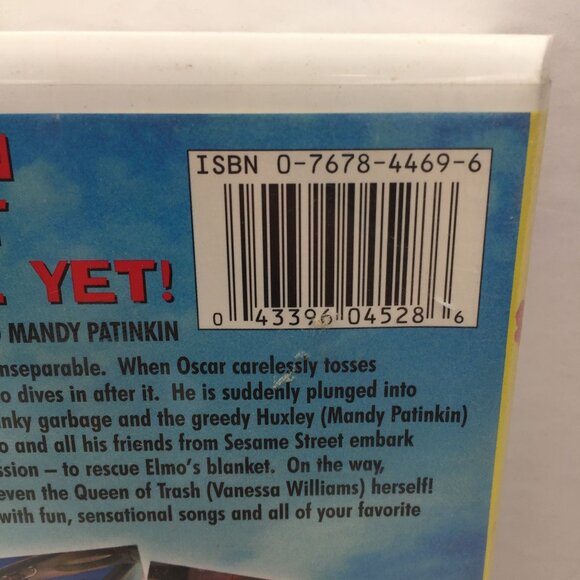 ISBN 0-7678-4469-6
YET!
0 43396 04528 6
MANDY PATINKIN
nseparable. When Oscar carelessly tosses
o dives in after it. He is suddenly plunged into
nky garbage and the greedy Huxley (Mandy Patinkin)
o and all his friends from Sesame Street embark
ssion – to rescue Elmo's blanket. On the way,
even the Queen of Trash (Vanessa Williams) herself!
with fun, sensational songs and all of your favorite